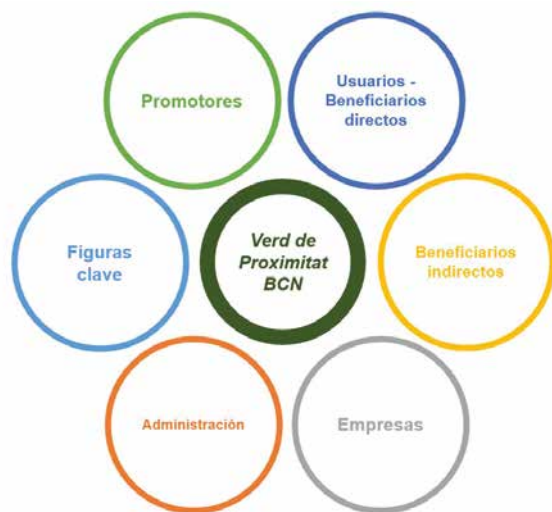 Promotores
Usuarios -
Beneficiarios
directos
Figuras
clave
Verd de
Proximitat
BCN
Beneficiarios
indirectos
Administración
Empresas